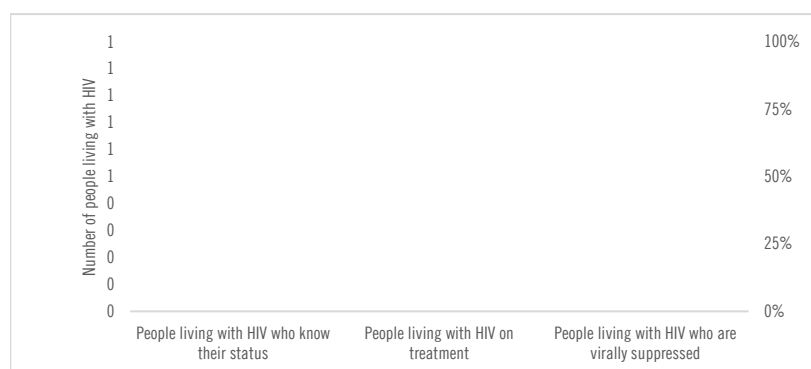 Number of people living with HIV
1
1
1
1
1
1
0
0
0
0
0
100%
75%
50%
25%
0%
People living with HIV who know
their status
People living with HIV on
treatment
People living with HIV who are
virally suppressed